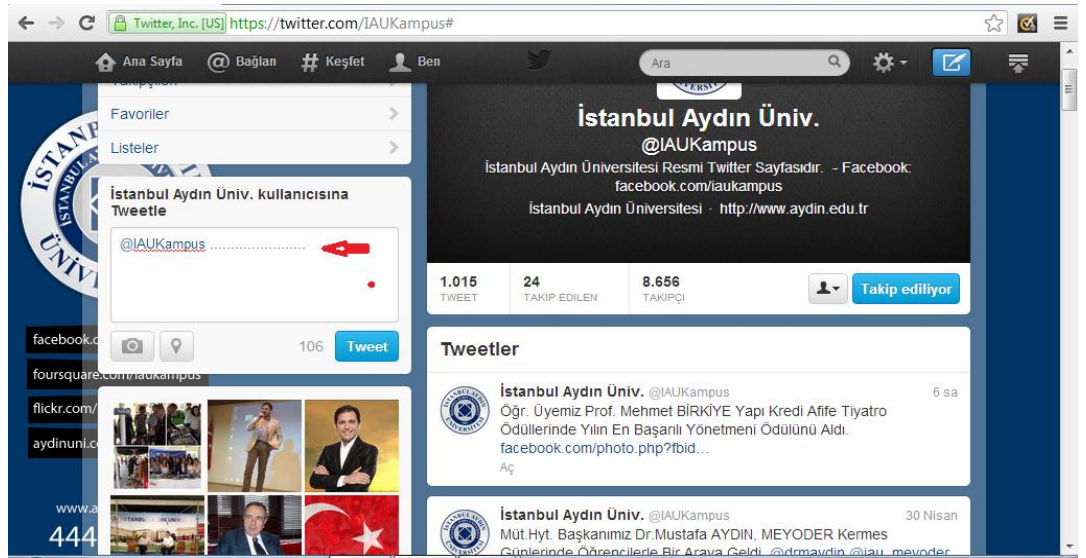 Twitter, Inc. [US] https://twitter.com/IAUKampus#
Ana Sayfa Bağlan Keşfet Ben Ara
Favoriler
Listeler
İstanbul Aydın Üniv. kullanıcısına
Tweetle
@IAUKampus ........................
106 Tweet
İstanbul Aydın Üniv.
@IAUKampus
İstanbul Aydın Üniversitesi Resmi Twitter Sayfasıdır. - Facebook:
facebook.com/iaukampus
İstanbul Aydın Üniversitesi · http://www.aydin.edu.tr
1.015 24 8.656
TWEET TAKİP EDİLEN TAKİPÇİ
Takip ediliyor
Tweetler
İstanbul Aydın Üniv. @IAUKampus 6 sa
Öğr. Üyemiz Prof. Mehmet BİRKİYE Yapı Kredi Afife Tiyatro
Ödüllerinde Yılın En Başarılı Yönetmeni Ödülünü Aldı.
facebook.com/photo.php?fbid…
Aç
İstanbul Aydın Üniv. @IAUKampus 30 Nisan
Müt.Hyt. Başkanımız Dr.Mustafa AYDIN, MEYODER Kermes
Günlerinde Öğrencilerle Bir Araya Geldi. @drmaydin @iau_meyoder
facebook.c
foursquare.com/iaukampus
flickr.com/
aydinuni.c
www.a
444